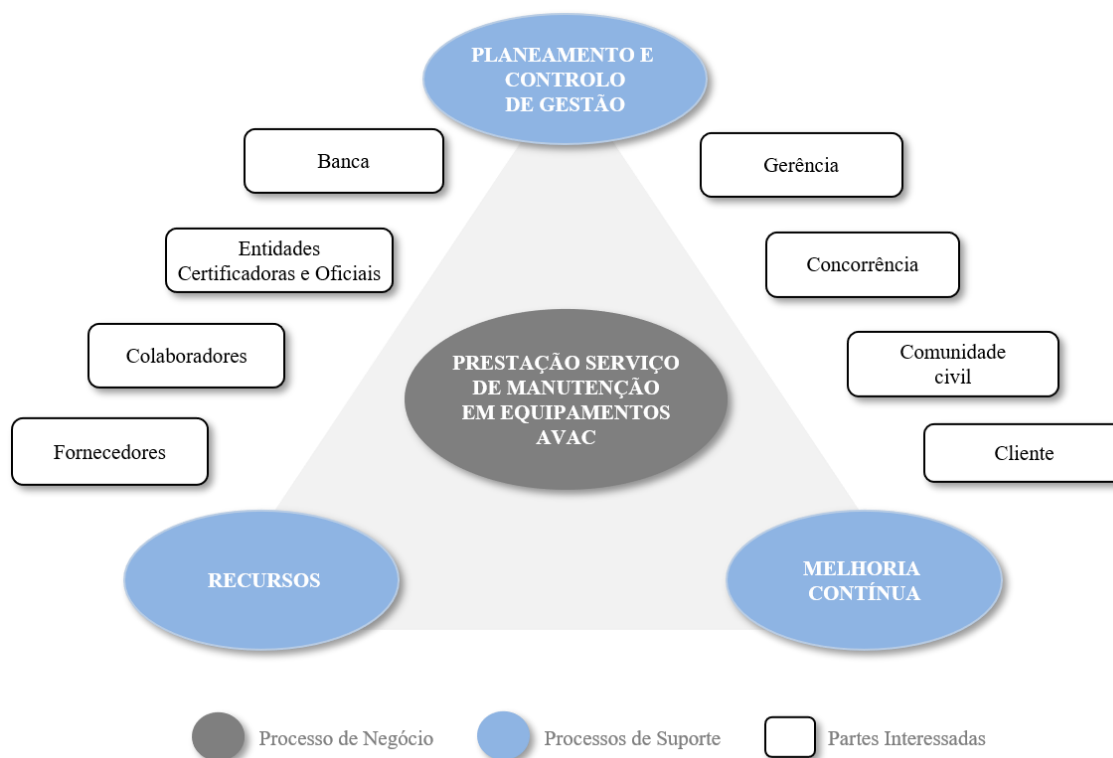 PLANEAMENTO E
CONTROLO
DE GESTÃO
Banca
Gerência
Entidades
Certificadoras e Oficiais
Concorrência
Colaboradores
PRESTAÇÃO SERVIÇO
DE MANUTENÇÃO
EM EQUIPAMENTOS
AVAC
Comunidade
civil
Fornecedores
Cliente
RECURSOS
MELHORIA
CONTÍNUA
Processo de Negócio
Processos de Suporte
Partes Interessadas